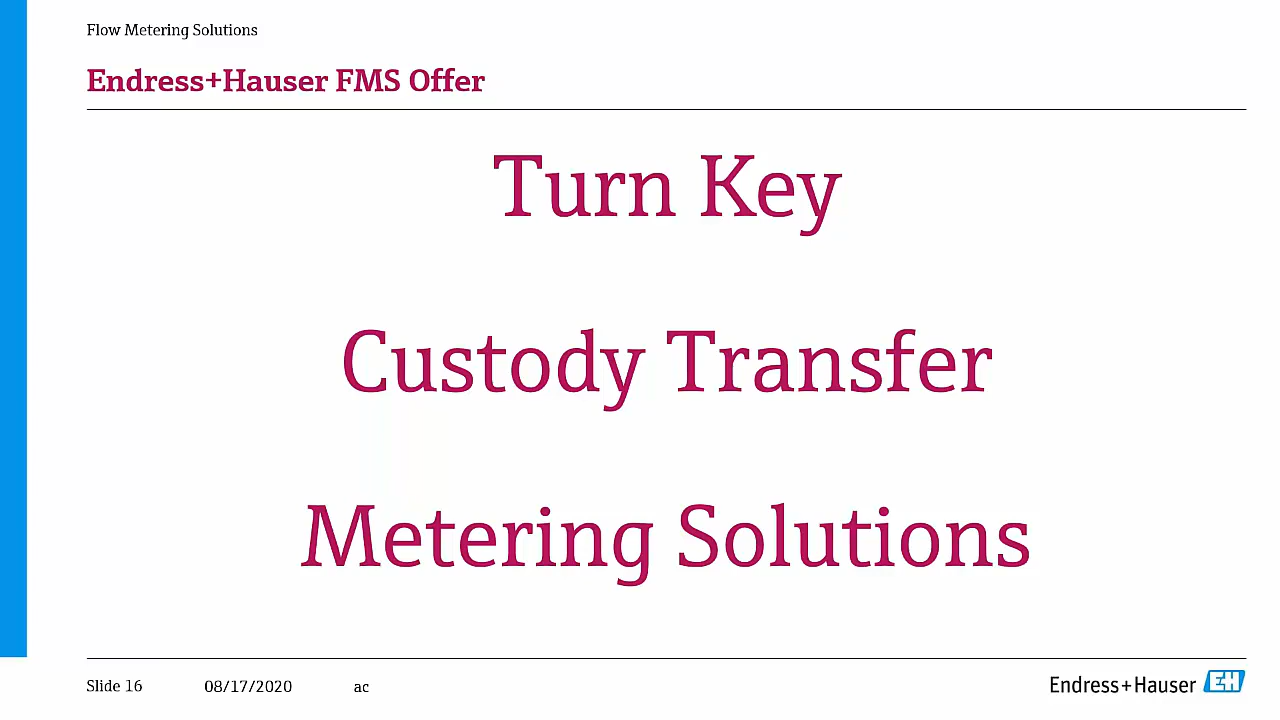 Flow Metering Solutions
Endress+Hauser FMS Offer
Turn Key
Custody Transfer
Metering Solutions
Slide 16 08/17/2020 ac Endress+Hauser EH